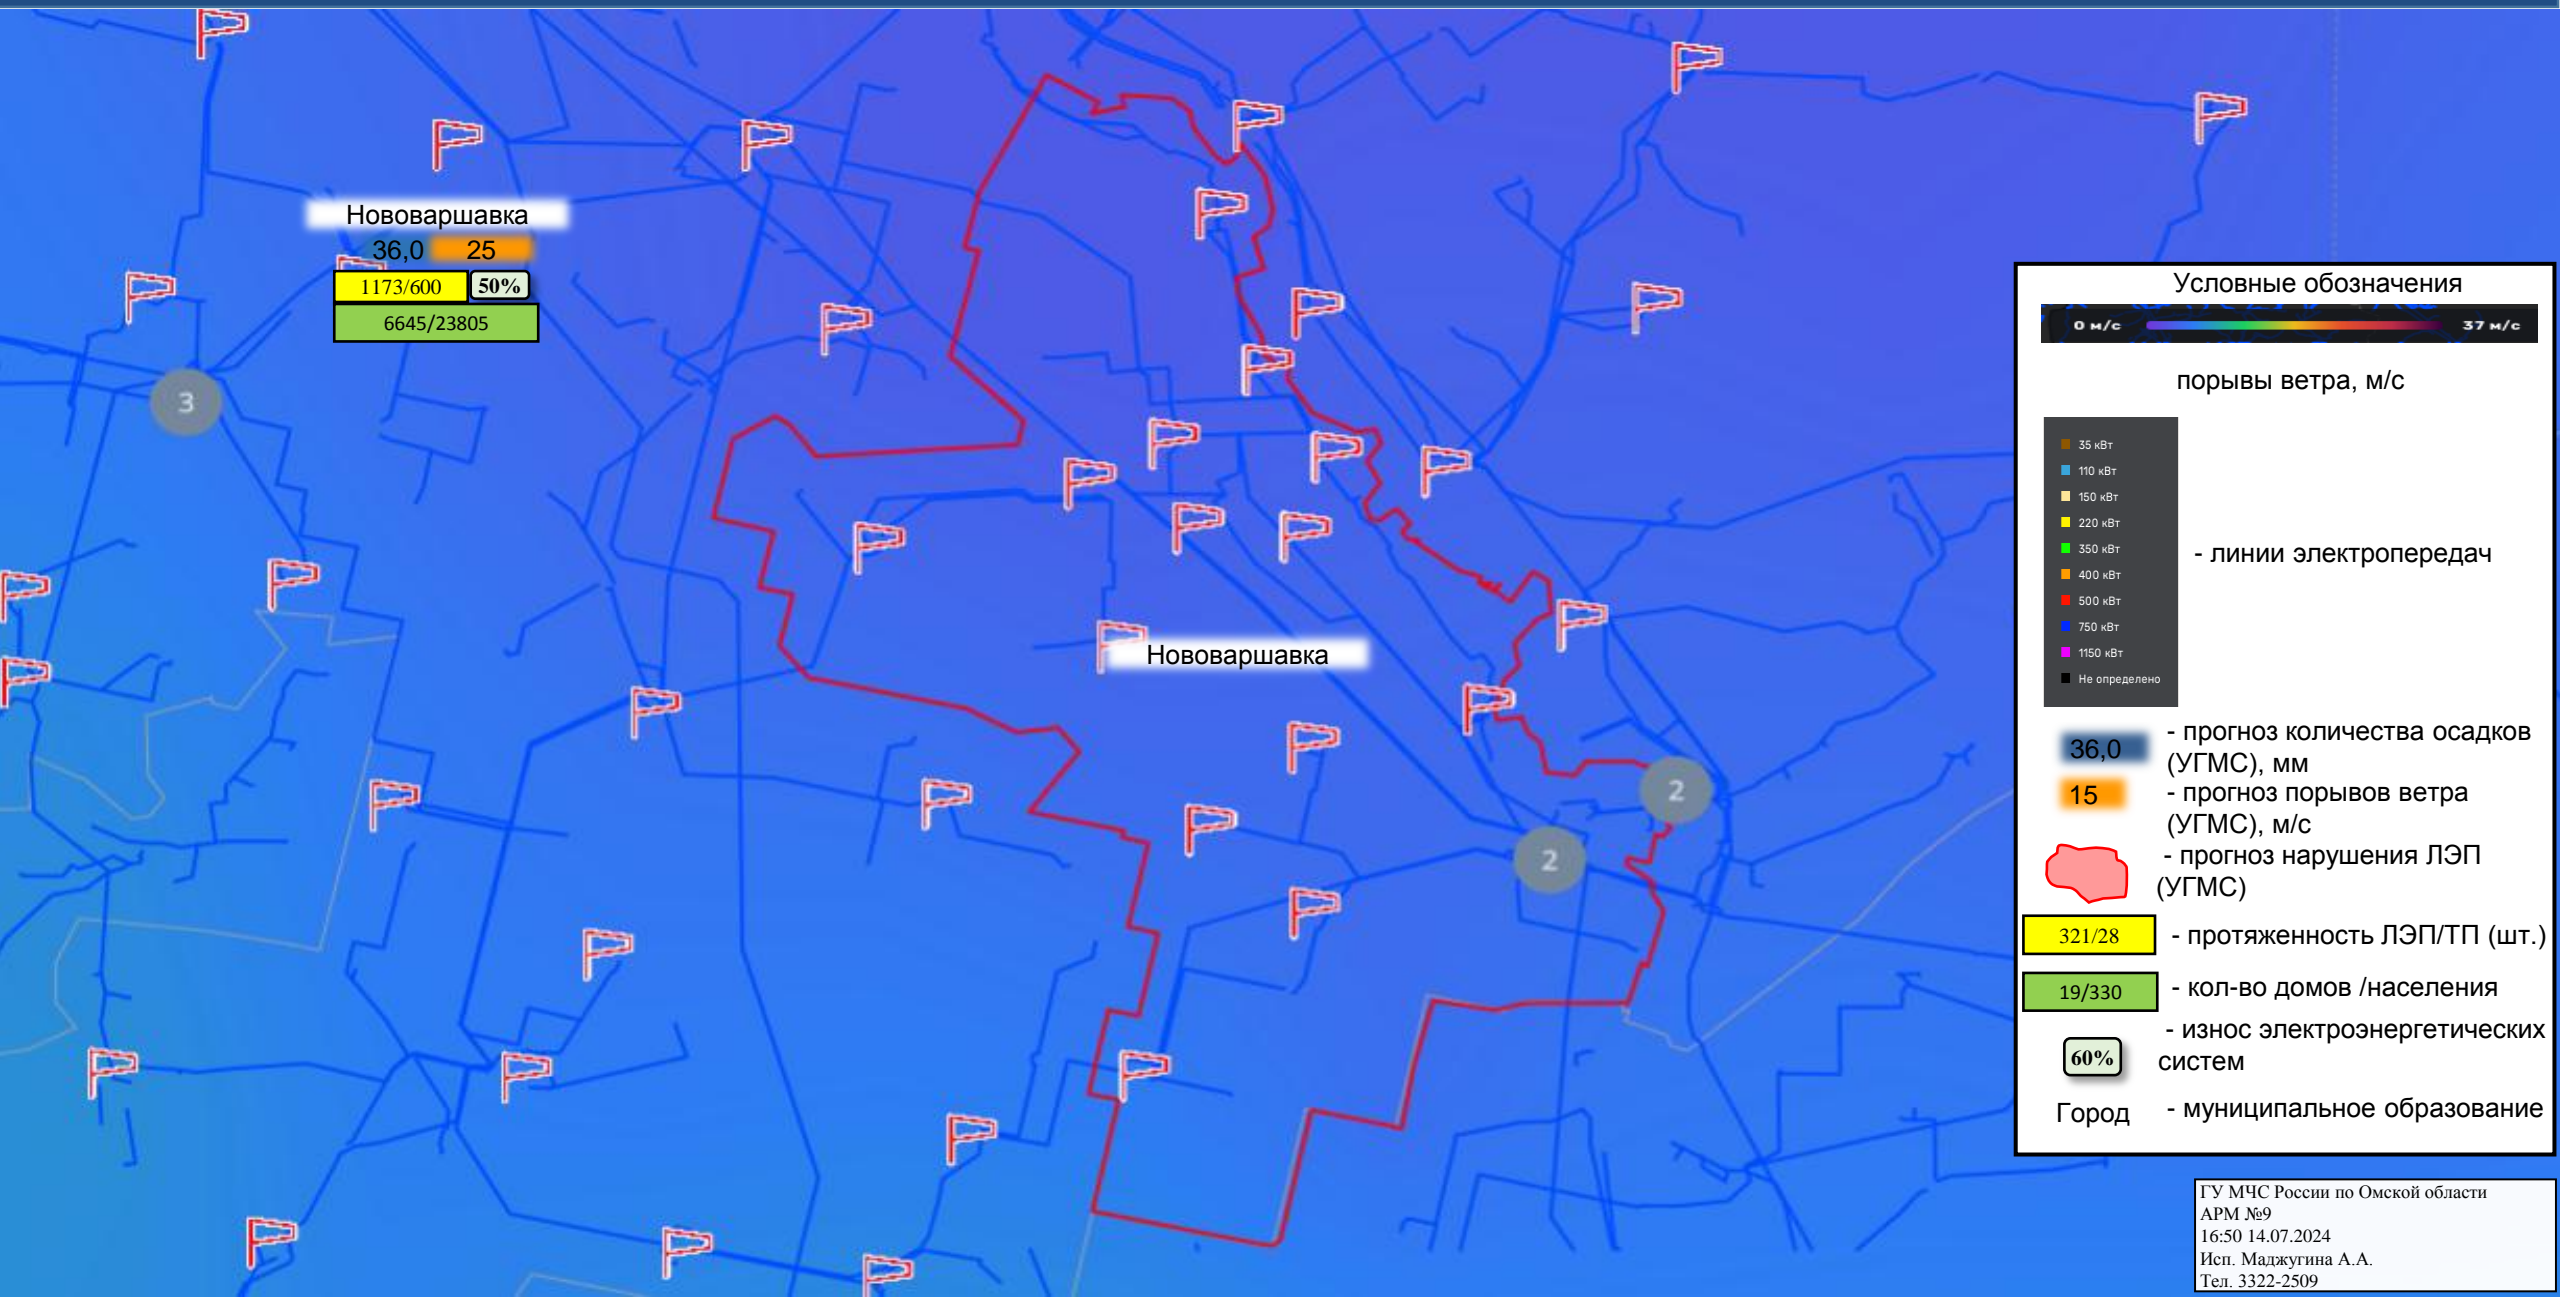 Нововаршавка
36,0 25
1173/600 50%
6645/23805
3
Нововаршавка
2
2
Условные обозначения
0 м/с 37 м/с
порывы ветра, м/с
35 кВт
110 кВт
150 кВт
220 кВт
350 кВт
400 кВт
500 кВт
750 кВт
1150 кВт
Не определено
- линии электропередач
36,0 - прогноз количества осадков
(УГМС), мм
15 - прогноз порывов ветра
(УГМС), м/с
- прогноз нарушения ЛЭП
(УГМС)
321/28 - протяженность ЛЭП/ТП (шт.)
19/330 - кол-во домов /населения
- износ электроэнергетических
60% систем
Город - муниципальное образование
ГУ МЧС России по Омской области
АРМ №9
16:50 14.07.2024
Исп. Маджугина А.А.
Тел. 3322-2509